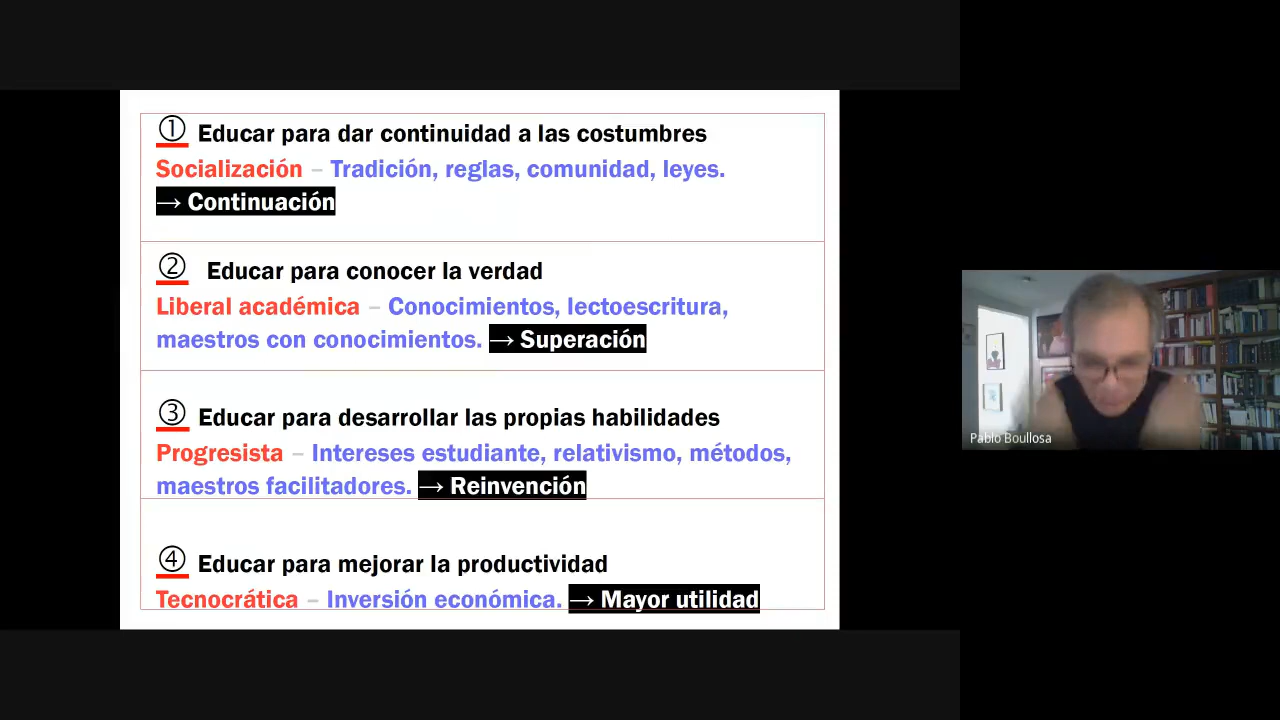 ① Educar para dar continuidad a las costumbres
Socialización – Tradición, reglas, comunidad, leyes.
→ Continuación
② Educar para conocer la verdad
Liberal académica – Conocimientos, lectoescritura,
maestros con conocimientos. → Superación
③ Educar para desarrollar las propias habilidades
Progresista – Intereses estudiante, relativismo, métodos,
maestros facilitadores. → Reinvención
④ Educar para mejorar la productividad
Tecnocrática – Inversión económica. → Mayor utilidad
Pablo Boullosa